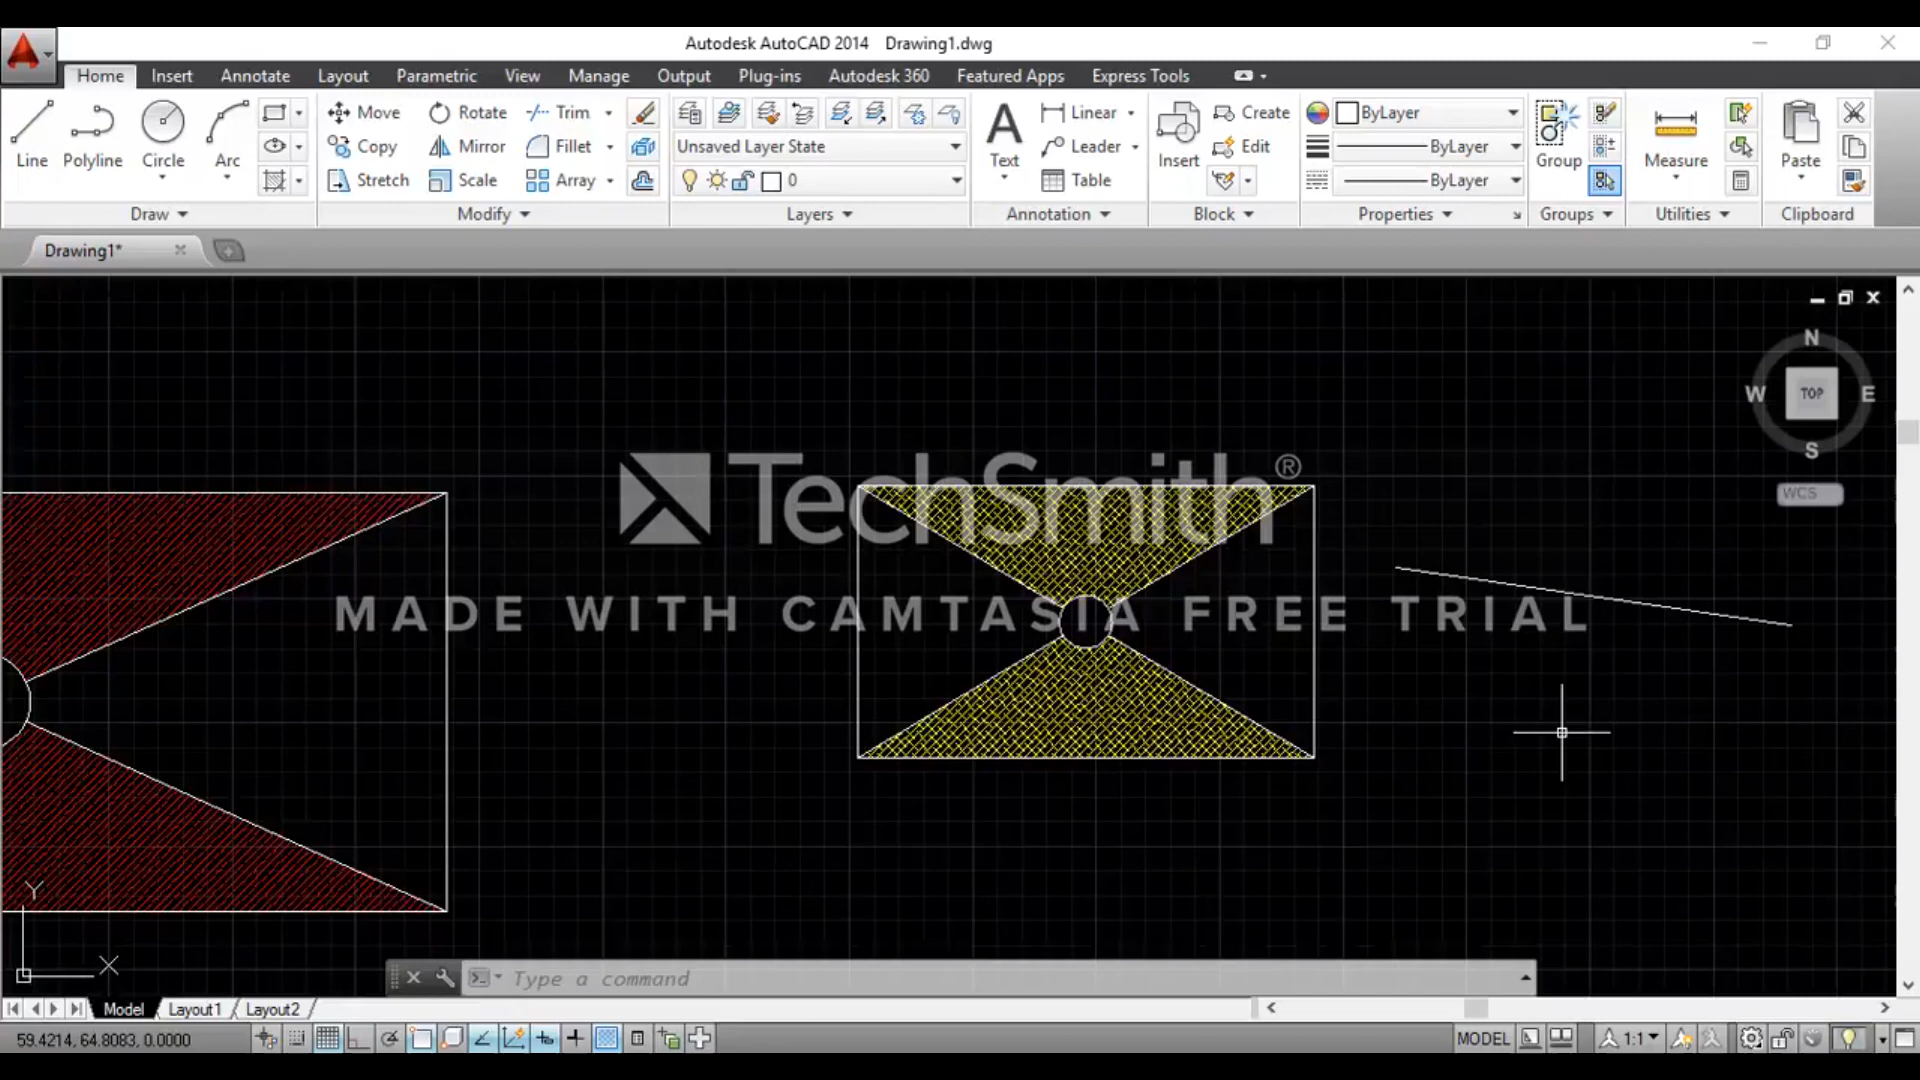 Autodesk AutoCAD 2014 Drawing1.dwg
Home Insert Annotate Layout Parametric View Manage Output Plug-ins Autodesk 360 Featured Apps Express Tools
Line Polyline Circle Arc
Move Rotate Trim
Copy Mirror Fillet
Stretch Scale Array
Unsaved Layer State
0
Text
Linear
Leader
Table
Insert
Create
Edit
ByLayer
ByLayer
ByLayer
Group
Measure
Paste
Draw Modify Layers Annotation Block Properties Groups Utilities Clipboard
Drawing1*
N
W TOP E
S
WCS
TechSmith®
MADE WITH CAMTASIA FREE TRIAL
Y
X
Type a command
Model Layout1 Layout2
59.4214, 64.8083, 0.0000
MODEL
1:1